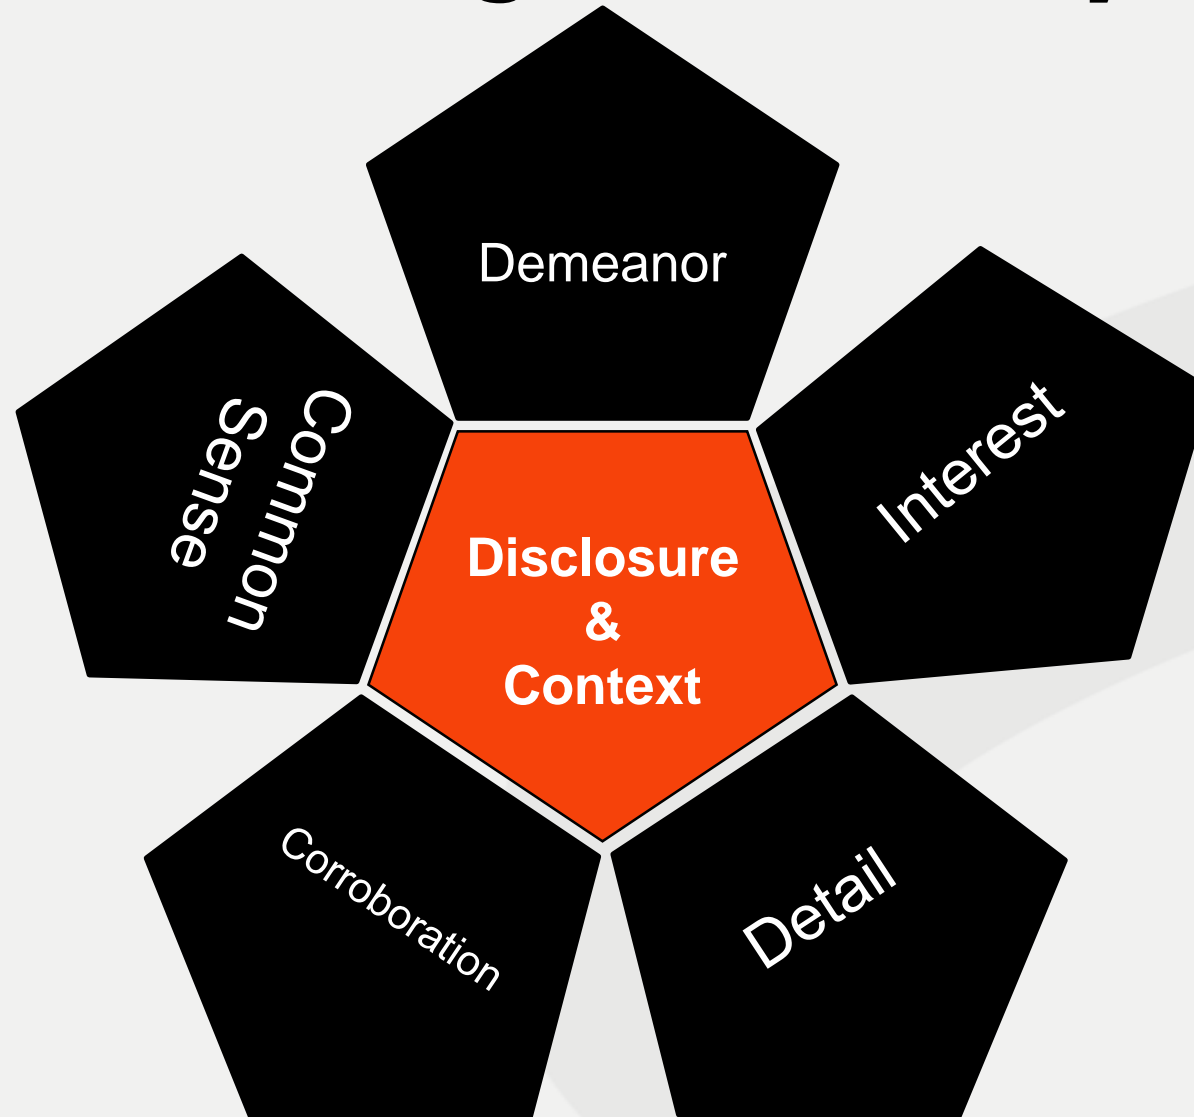 Demeanor
Interest
Common
Sense
Disclosure
&
Context
Corroboration
Detail